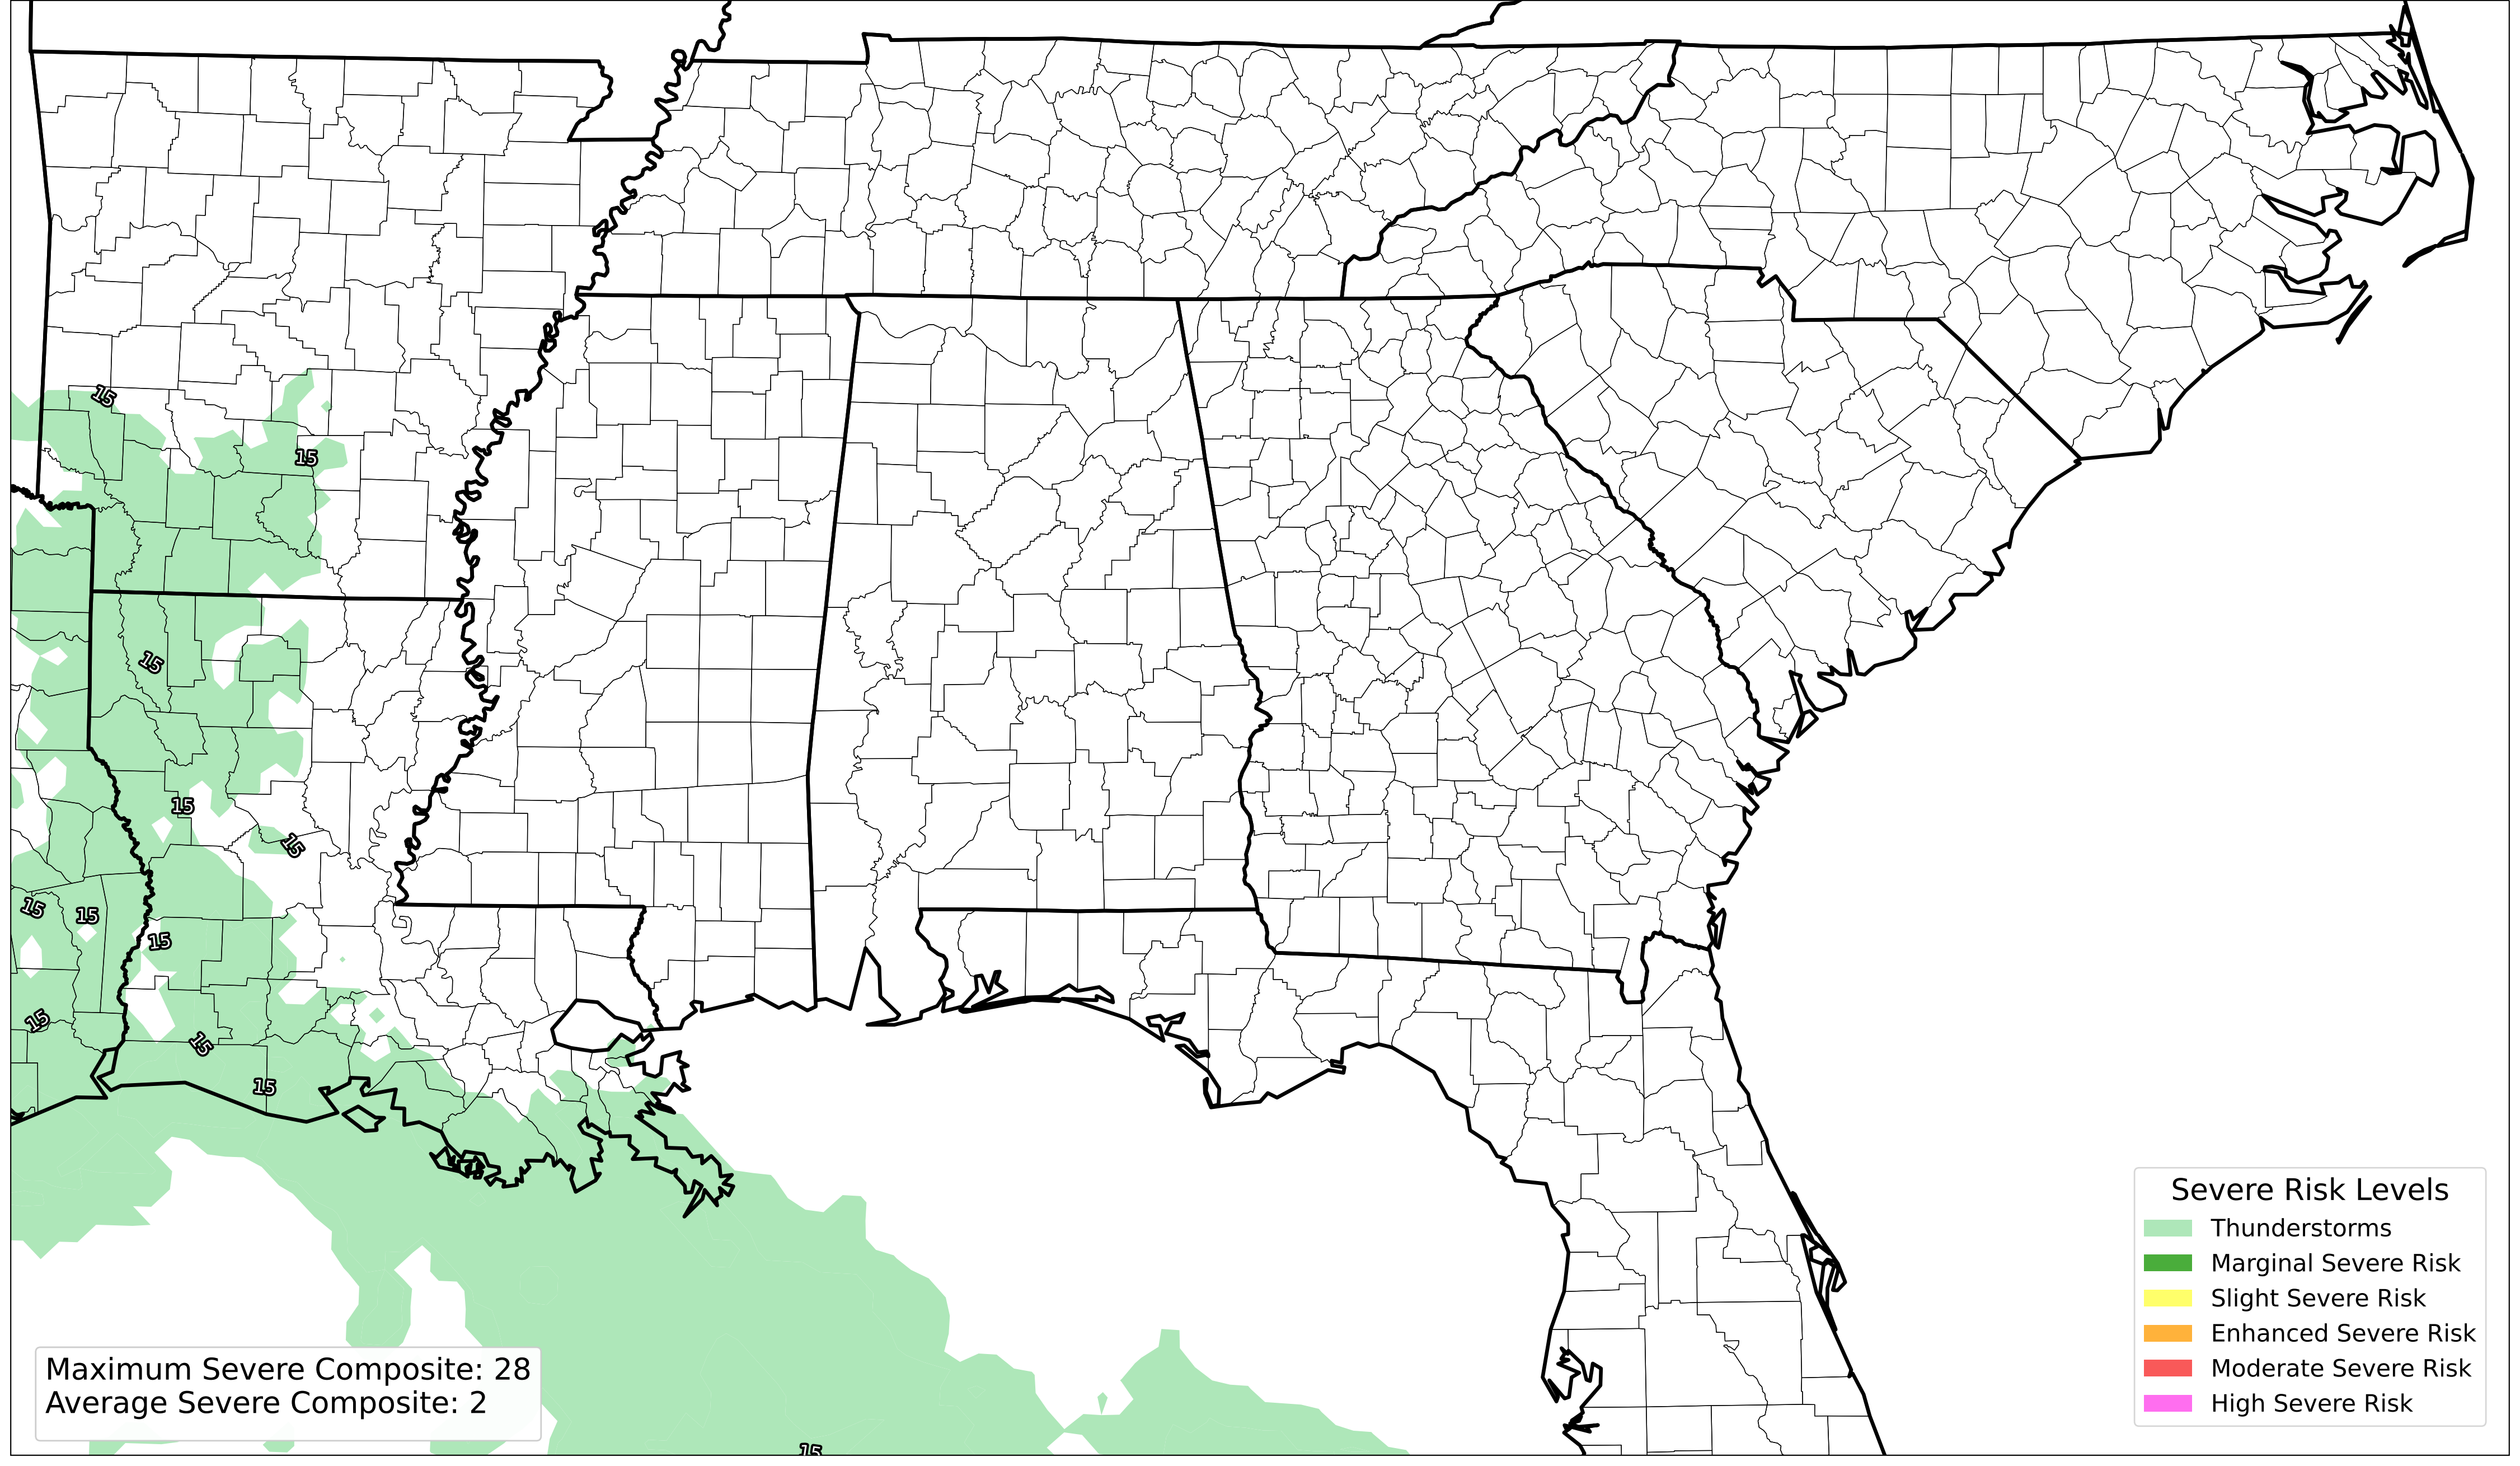 15
15
15
15
15
15
15
15
15
15
15
15
Severe Risk Levels
Thunderstorms
Marginal Severe Risk
Slight Severe Risk
Enhanced Severe Risk
Moderate Severe Risk
High Severe Risk
Maximum Severe Composite: 28
Average Severe Composite: 2